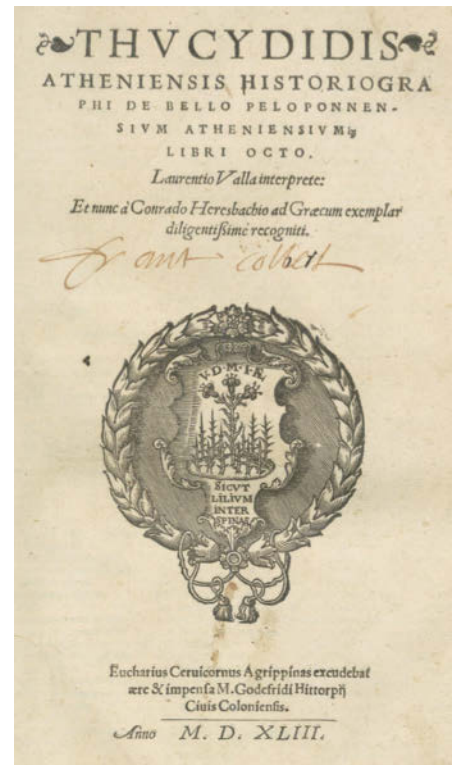 THVCYDIDIS
ATHENIENSIS HISTORIOGRA
PHI DE BELLO PELOPONNEN-
SIVM ATHENIENSIVMq;
LIBRI OCTO.
Laurentio Valla interprete:
Et nunc à Conrado Heresbachio ad Græcum exemplar
diligentißimè recogniti.
colbert
V. D. M. I. Æ.
SICVT
LILIVM
INTER
SPINAS
Eucharius Ceruicornus Agrippinas excudebat
ære & impensa M. Godefridi Hittorpij
Ciuis Coloniensis.
Anno M. D. XLIII.